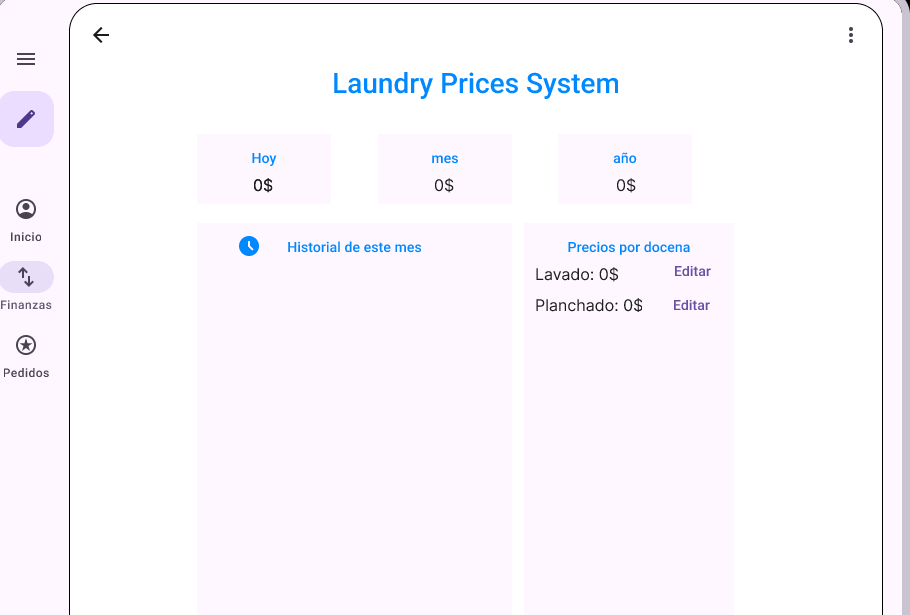 Laundry Prices System
Hoy
0$
mes
0$
año
0$
Inicio
Finanzas
Pedidos
Historial de este mes
Precios por docena
Lavado: 0$ Editar
Planchado: 0$ Editar